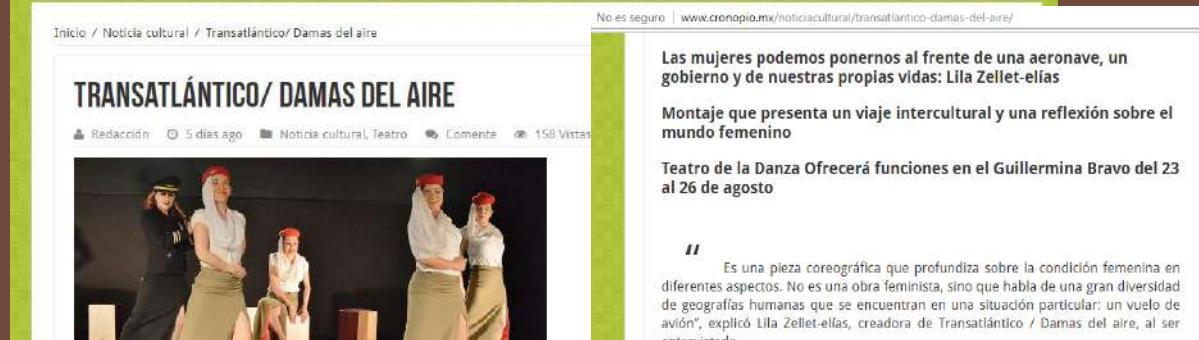 Inicio / Noticia cultural / Transatlántico/ Damas del aire
TRANSATLÁNTICO/ DAMAS DEL AIRE
Redacción 5 días ago Noticia cultural, Teatro Comente 158 Vistas
No es seguro | www.cronopio.mx/noticiacultural/transatlantico-damas-del-aire/
Las mujeres podemos ponernos al frente de una aeronave, un
gobierno y de nuestras propias vidas: Lila Zellet-elías
Montaje que presenta un viaje intercultural y una reflexión sobre el
mundo femenino
Teatro de la Danza Ofrecerá funciones en el Guillermina Bravo del 23
al 26 de agosto
"
Es una pieza coreográfica que profundiza sobre la condición femenina en
diferentes aspectos. No es una obra feminista, sino que habla de una gran diversidad
de geografías humanas que se encuentran en una situación particular: un vuelo de
avión", explicó Lila Zellet-elías, creadora de Transatlántico / Damas del aire, al ser